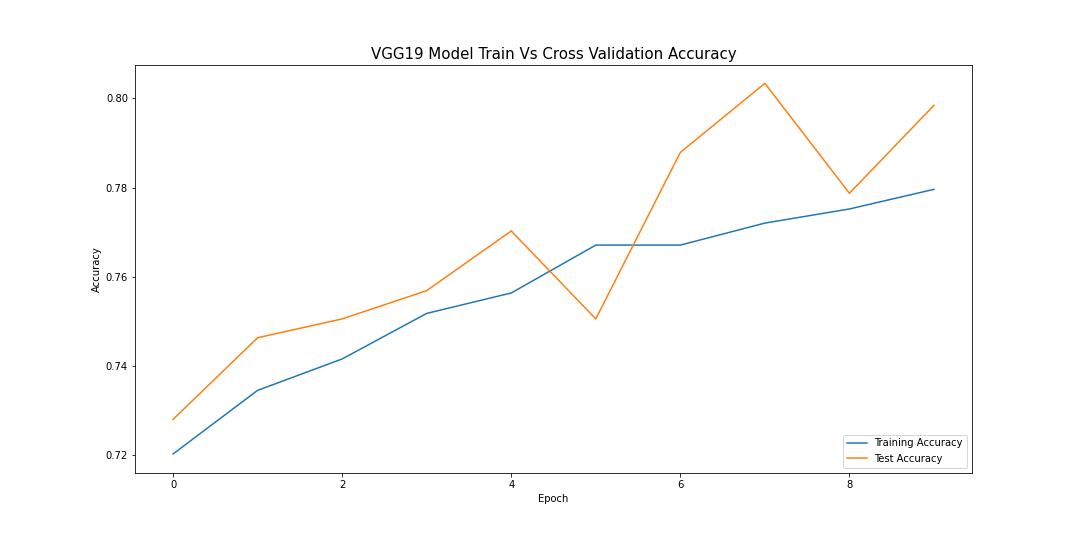 VGG19 Model Train Vs Cross Validation Accuracy
Accuracy
0.80
0.78
0.76
0.74
0.72
0 2 4 6 8
Epoch
Training Accuracy
Test Accuracy